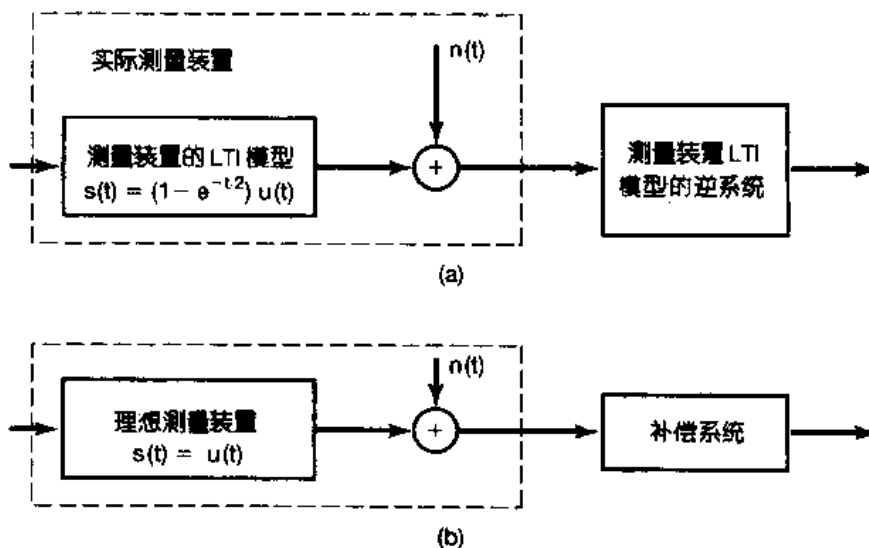 实际测量装置
n(t)
测量装置的 LTI 模型
s(t) = (1 − e^{−t/2}) u(t)
+
测量装置 LTI
模型的逆系统
(a)
n(t)
理想测量装置
s(t) = u(t)
+
补偿系统
(b)